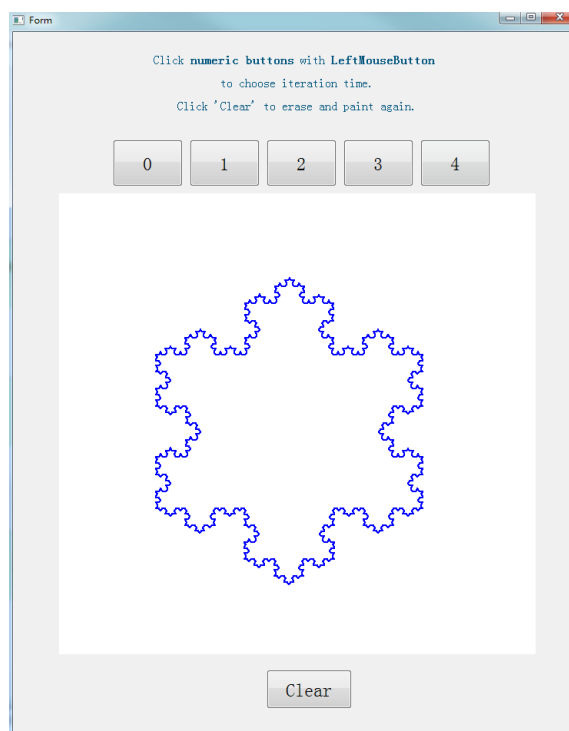 Form
Click numeric buttons with LeftMouseButton
to choose iteration time.
Click 'Clear' to erase and paint again.
0 1 2 3 4
Clear